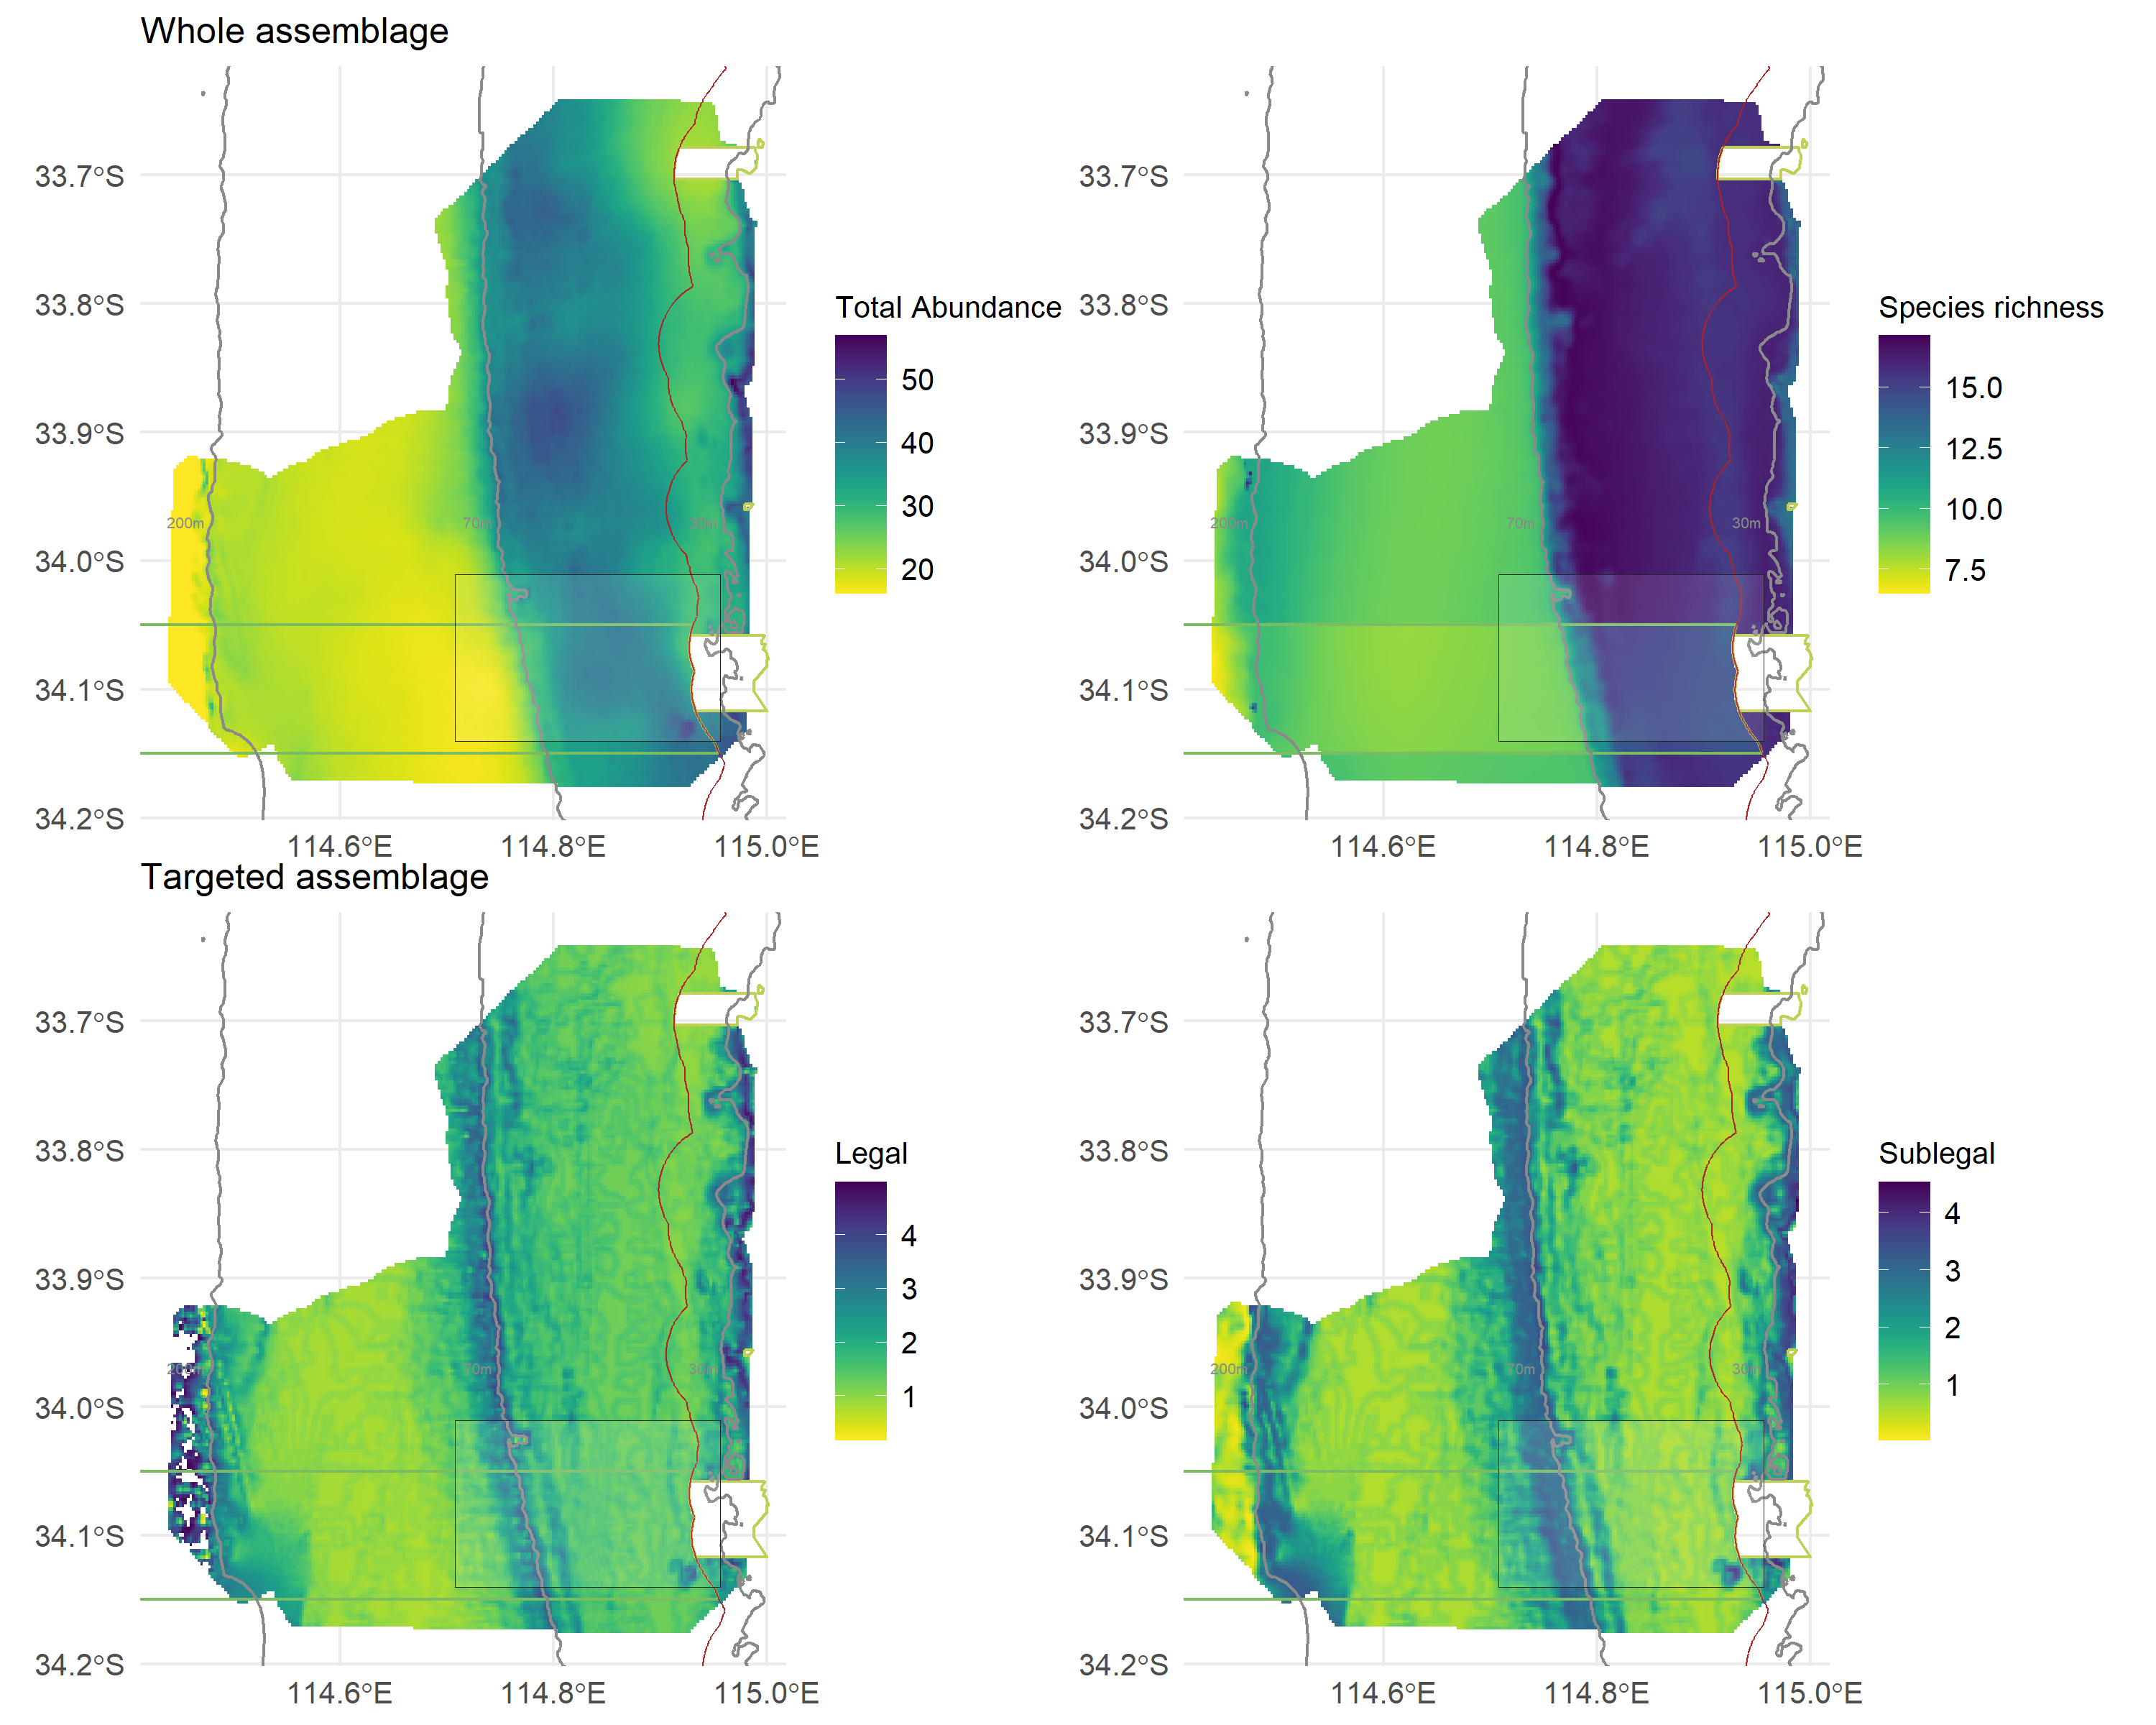 Whole assemblage
33.7°S
33.8°S
33.9°S
34.0°S
34.1°S
34.2°S
114.6°E
114.8°E
115.0°E
200m
70m
30m
Total Abundance
50
40
30
20
33.7°S
33.8°S
33.9°S
34.0°S
34.1°S
34.2°S
114.6°E
114.8°E
115.0°E
200m
70m
30m
Species richness
15.0
12.5
10.0
7.5
Targeted assemblage
33.7°S
33.8°S
33.9°S
34.0°S
34.1°S
34.2°S
114.6°E
114.8°E
115.0°E
200m
70m
30m
Legal
4
3
2
1
33.7°S
33.8°S
33.9°S
34.0°S
34.1°S
34.2°S
114.6°E
114.8°E
115.0°E
200m
70m
30m
Sublegal
4
3
2
1